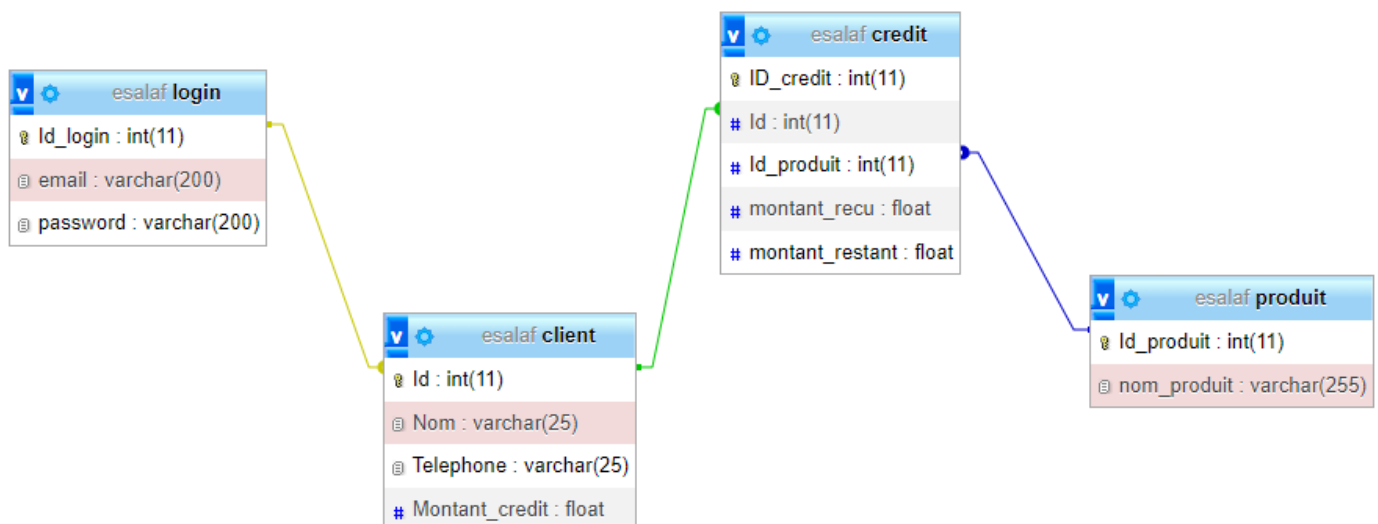 esalaf login
Id_login : int(11)
email : varchar(200)
password : varchar(200)
esalaf client
Id : int(11)
Nom : varchar(25)
Telephone : varchar(25)
# Montant_credit : float
esalaf credit
ID_credit : int(11)
# Id : int(11)
# Id_produit : int(11)
# montant_recu : float
# montant_restant : float
esalaf produit
Id_produit : int(11)
nom_produit : varchar(255)